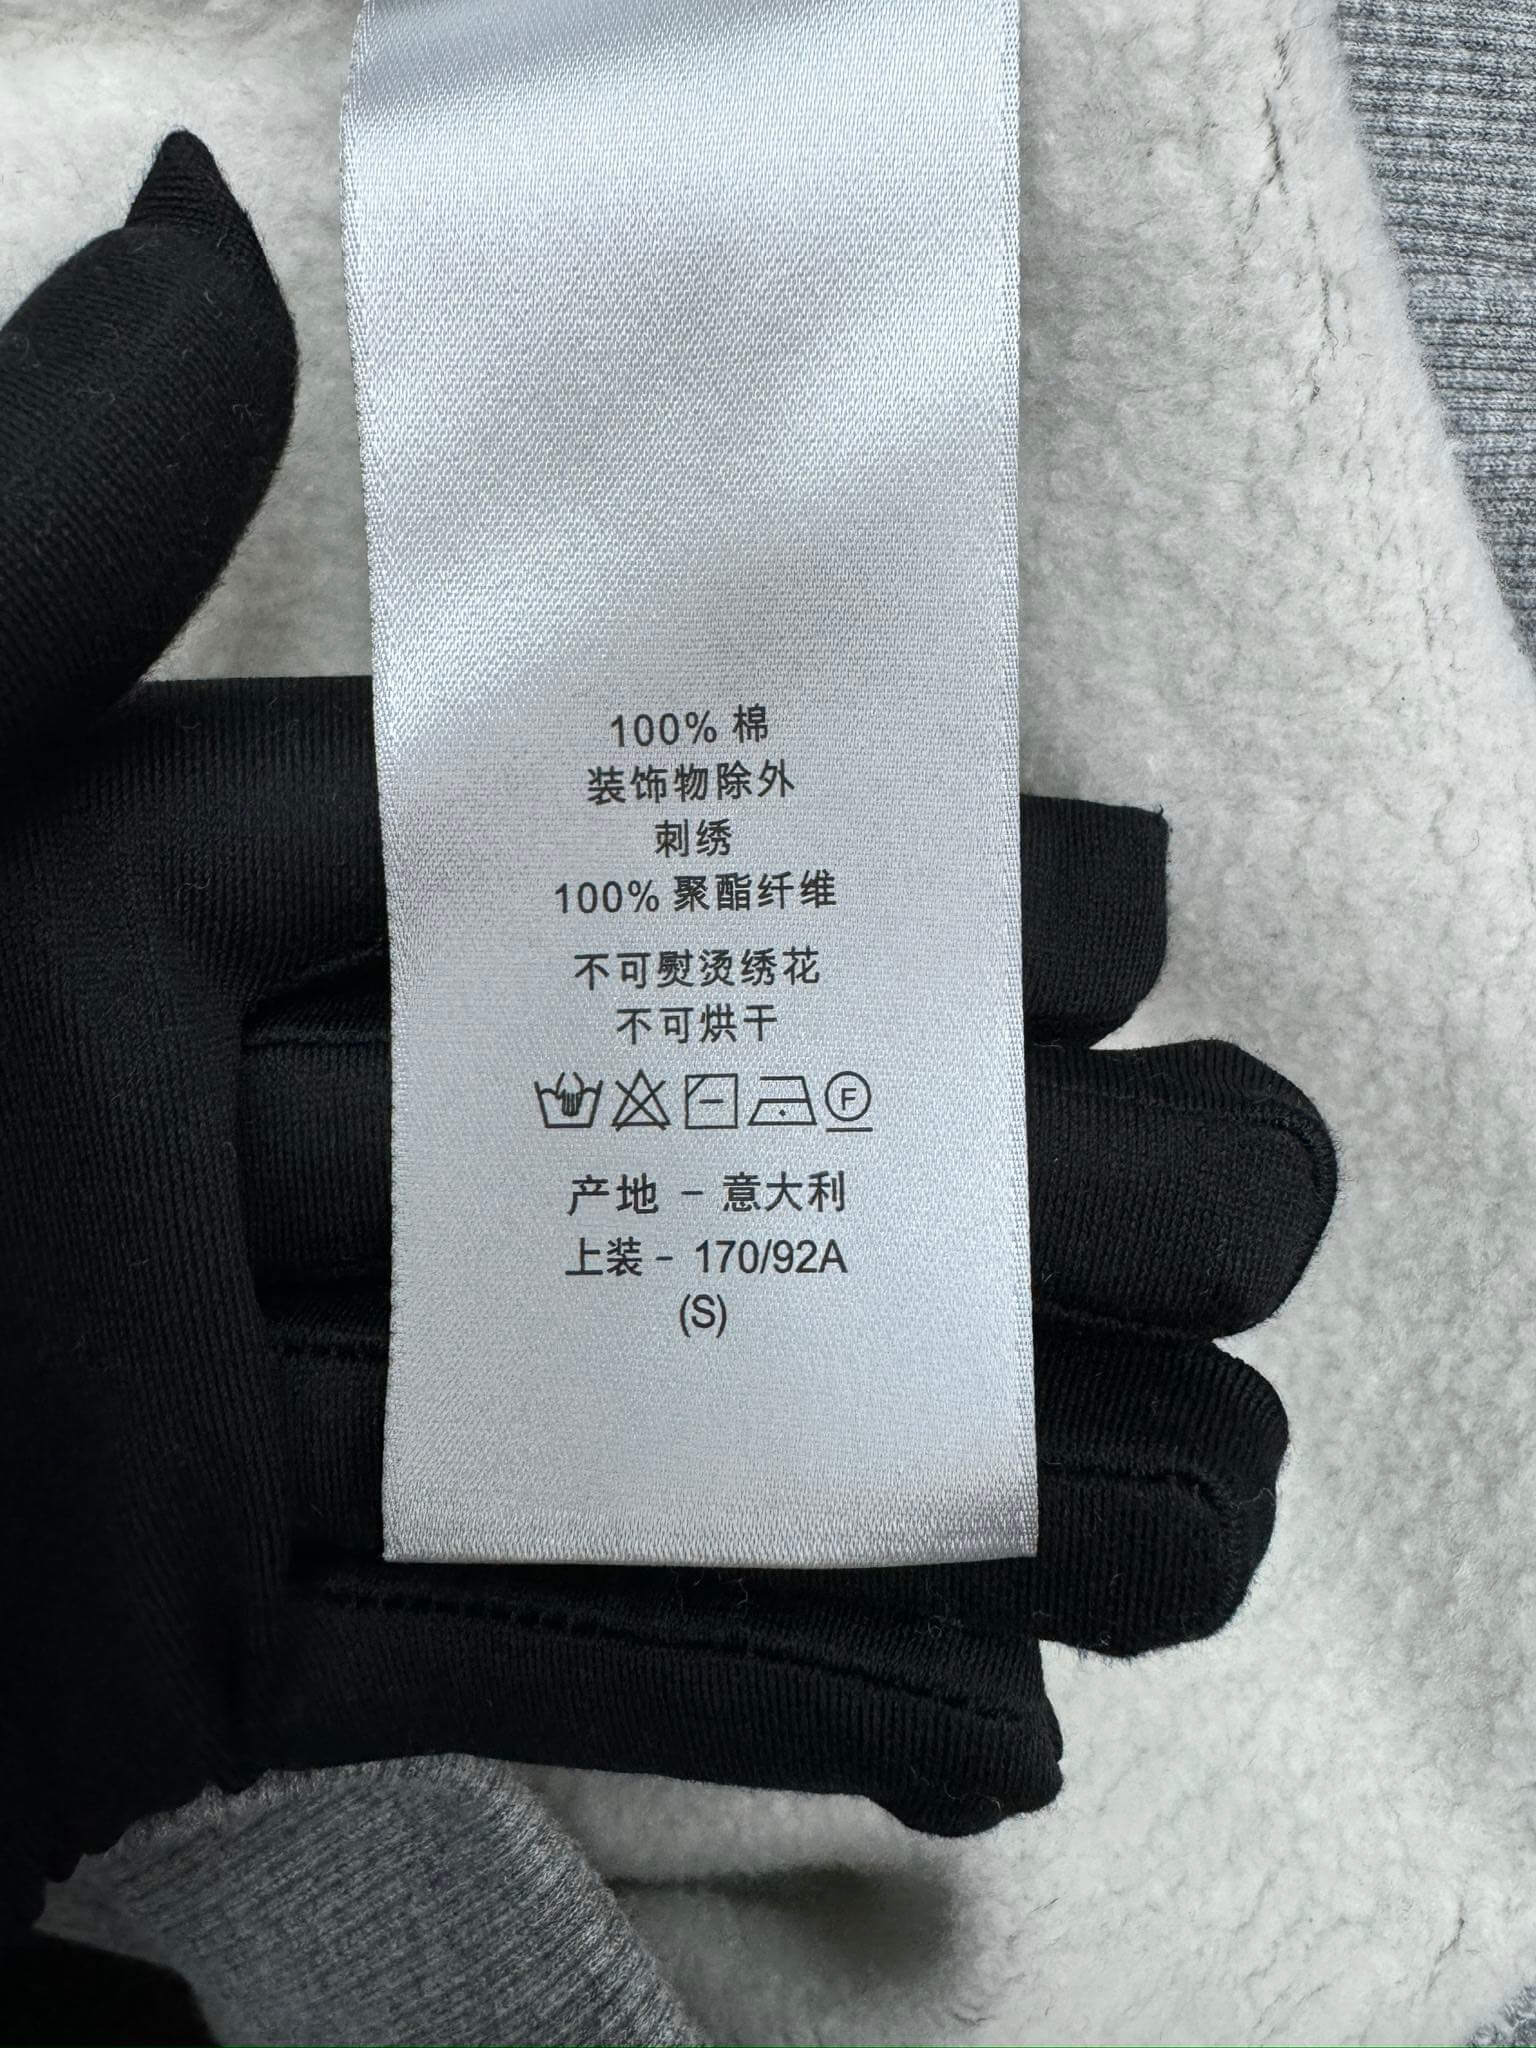 100% 棉
装饰物除外
刺绣
100% 聚酯纤维
不可熨烫绣花
不可烘干
F
产地 - 意大利
上装 - 170/92A
(S)